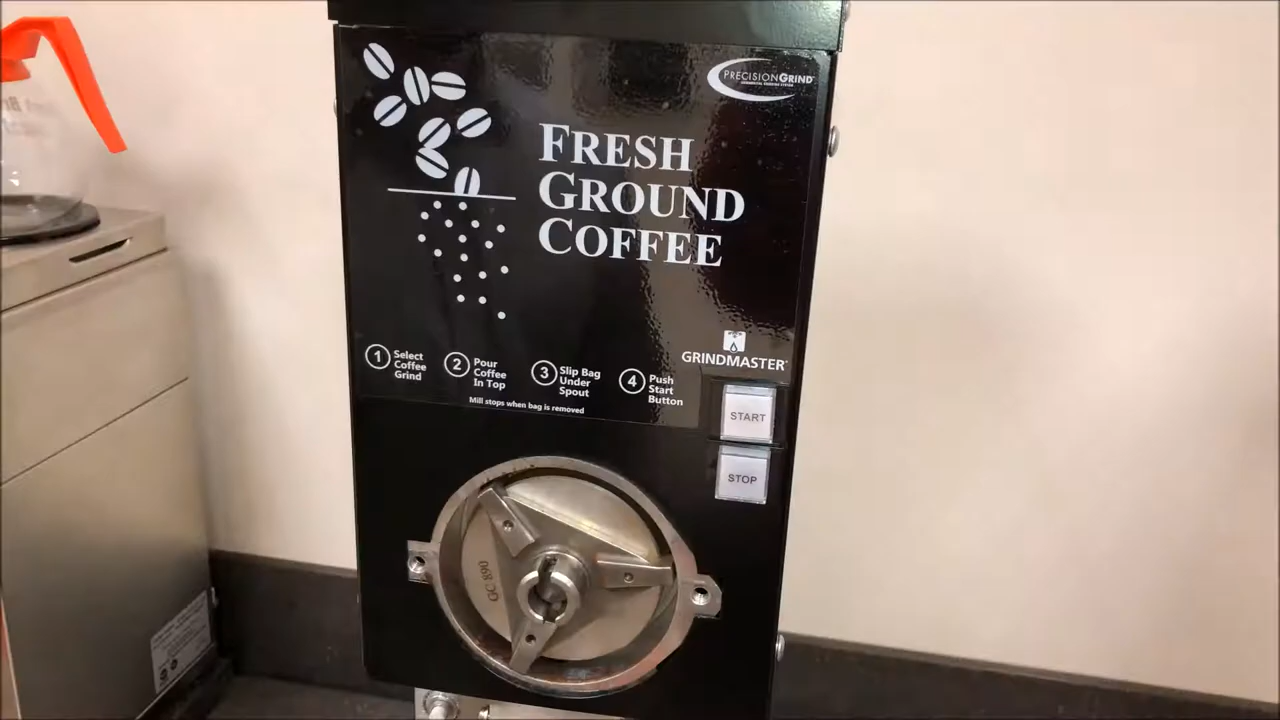 PRECISIONGRIND
FRESH
GROUND
COFFEE
GRINDMASTER
1 Select
Coffee
Grind
2 Pour
Coffee
In Top
3 Slip Bag
Under
Spout
4 Push
Start
Button
Mill stops when bag is removed
START
STOP
QC 890